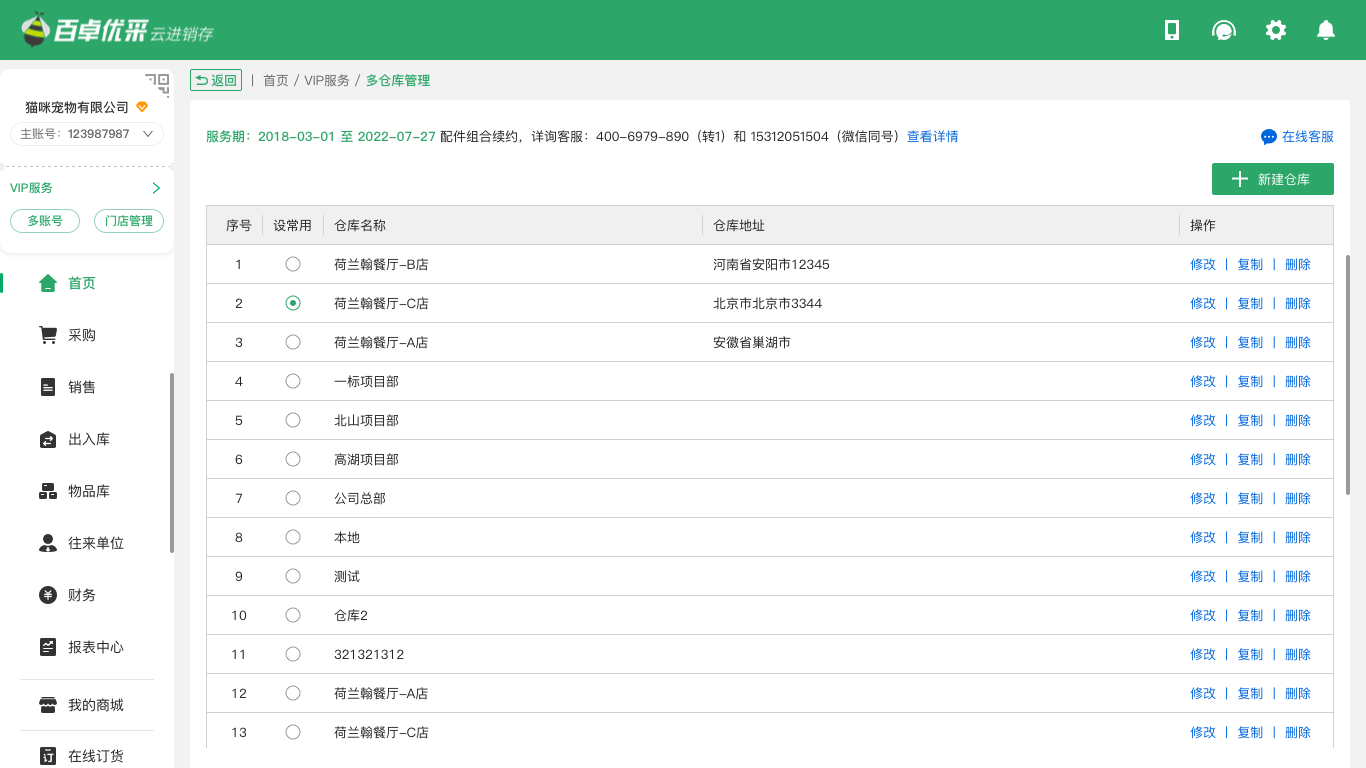 百卓优采 云进销存
猫咪宠物有限公司
主账号：123987987
VIP服务
多账号 门店管理
首页
采购
销售
出入库
物品库
往来单位
财务
报表中心
我的商城
在线订货
返回 | 首页 / VIP服务 / 多仓库管理
服务期：2018-03-01 至 2022-07-27 配件组合续约，详询客服：400-6979-890（转1）和 15312051504（微信同号）查看详情 在线客服
新建仓库
序号 设常用 仓库名称 仓库地址 操作
1 荷兰翰餐厅-B店 河南省安阳市12345 修改 | 复制 | 删除
2 荷兰翰餐厅-C店 北京市北京市3344 修改 | 复制 | 删除
3 荷兰翰餐厅-A店 安徽省巢湖市 修改 | 复制 | 删除
4 一标项目部 修改 | 复制 | 删除
5 北山项目部 修改 | 复制 | 删除
6 高湖项目部 修改 | 复制 | 删除
7 公司总部 修改 | 复制 | 删除
8 本地 修改 | 复制 | 删除
9 测试 修改 | 复制 | 删除
10 仓库2 修改 | 复制 | 删除
11 321321312 修改 | 复制 | 删除
12 荷兰翰餐厅-A店 修改 | 复制 | 删除
13 荷兰翰餐厅-C店 修改 | 复制 | 删除